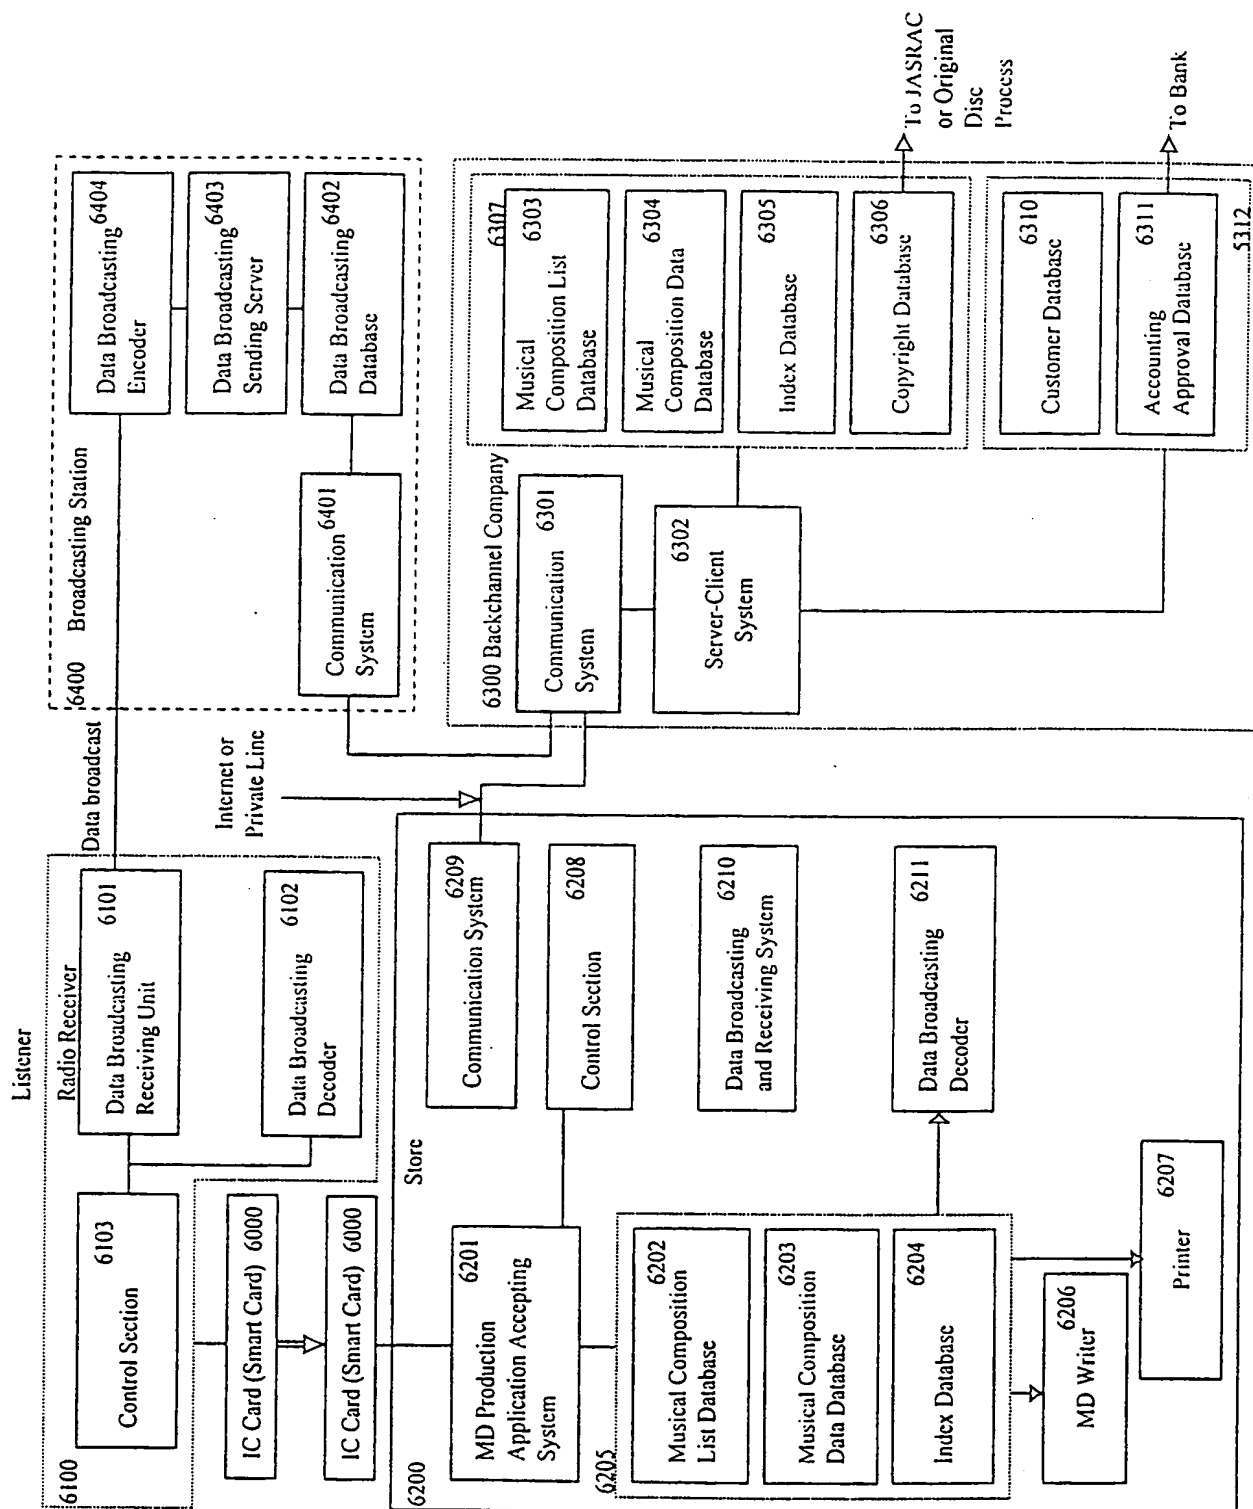 Listener
6100
Radio Receiver
Control Section
6103
Data Broadcasting
Receiving Unit
6101
Data Broadcasting
Decoder
6102
Data broadcast
IC Card (Smart Card) 6000
IC Card (Smart Card) 6000
6400
Broadcasting Station
Data Broadcasting
Encoder
6404
Data Broadcasting
Sending Server
6403
Data Broadcasting
Database
6402
Communication
System
6401
Internet or
Private Line
6200
Store
MD Production
Application Accepting
System
6201
Communication System
6209
Control Section
6208
Data Broadcasting
and Receiving System
6210
Data Broadcasting
Decoder
6211
6205
Musical Composition
List Database
6202
Musical Composition
Data Database
6203
Index Database
6204
MD Writer
6206
Printer
6207
6300 Backchannel Company
Communication
System
6301
Server-Client
System
6302
6307
Musical
Composition List
Database
6303
Musical
Composition Data
Database
6304
Index Database
6305
Copyright Database
6306
To JASRAC
or Original
Disc
Process
Customer Database
6310
Accounting
Approval Database
6311
5312
To Bank